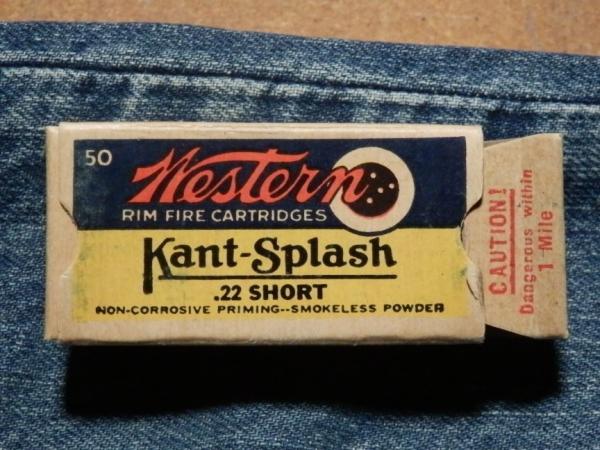 50
Western
RIM FIRE CARTRIDGES
Kant-Splash
.22 SHORT
NON-CORROSIVE PRIMING--SMOKELESS POWDER
CAUTION!
Dangerous within
1 Mile